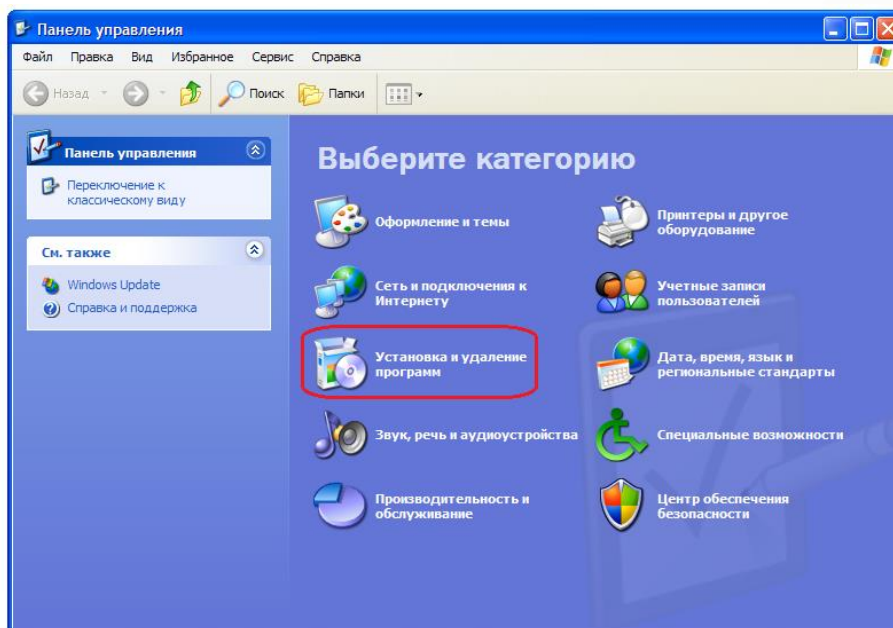 Панель управления
Файл Правка Вид Избранное Сервис Справка
Назад Поиск Папки
Панель управления
Переключение к
классическому виду
См. также
Windows Update
Справка и поддержка
Выберите категорию
Оформление и темы
Принтеры и другое
оборудование
Сеть и подключения к
Интернету
Учетные записи
пользователей
Установка и удаление
программ
Дата, время, язык и
региональные стандарты
Звук, речь и аудиоустройства
Специальные возможности
Производительность и
обслуживание
Центр обеспечения
безопасности